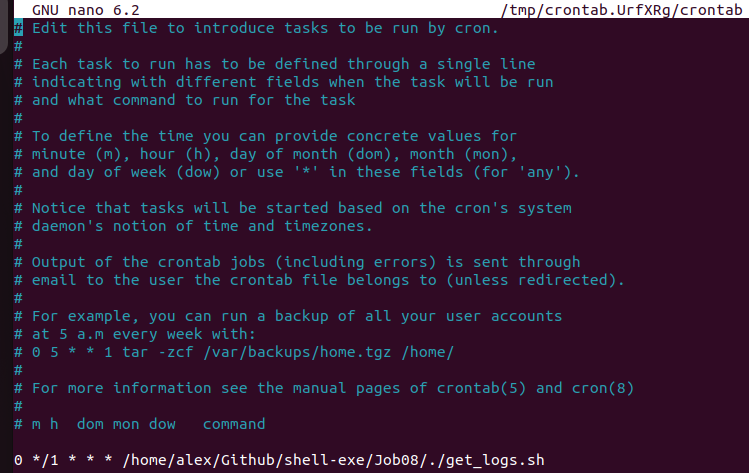 GNU nano 6.2 /tmp/crontab.UrfXRg/crontab
# Edit this file to introduce tasks to be run by cron.
#
# Each task to run has to be defined through a single line
# indicating with different fields when the task will be run
# and what command to run for the task
#
# To define the time you can provide concrete values for
# minute (m), hour (h), day of month (dom), month (mon),
# and day of week (dow) or use '*' in these fields (for 'any').
#
# Notice that tasks will be started based on the cron's system
# daemon's notion of time and timezones.
#
# Output of the crontab jobs (including errors) is sent through
# email to the user the crontab file belongs to (unless redirected).
#
# For example, you can run a backup of all your user accounts
# at 5 a.m every week with:
# 0 5 * * 1 tar -zcf /var/backups/home.tgz /home/
#
# For more information see the manual pages of crontab(5) and cron(8)
#
# m h  dom mon dow   command
0 */1 * * * /home/alex/Github/shell-exe/Job08/./get_logs.sh